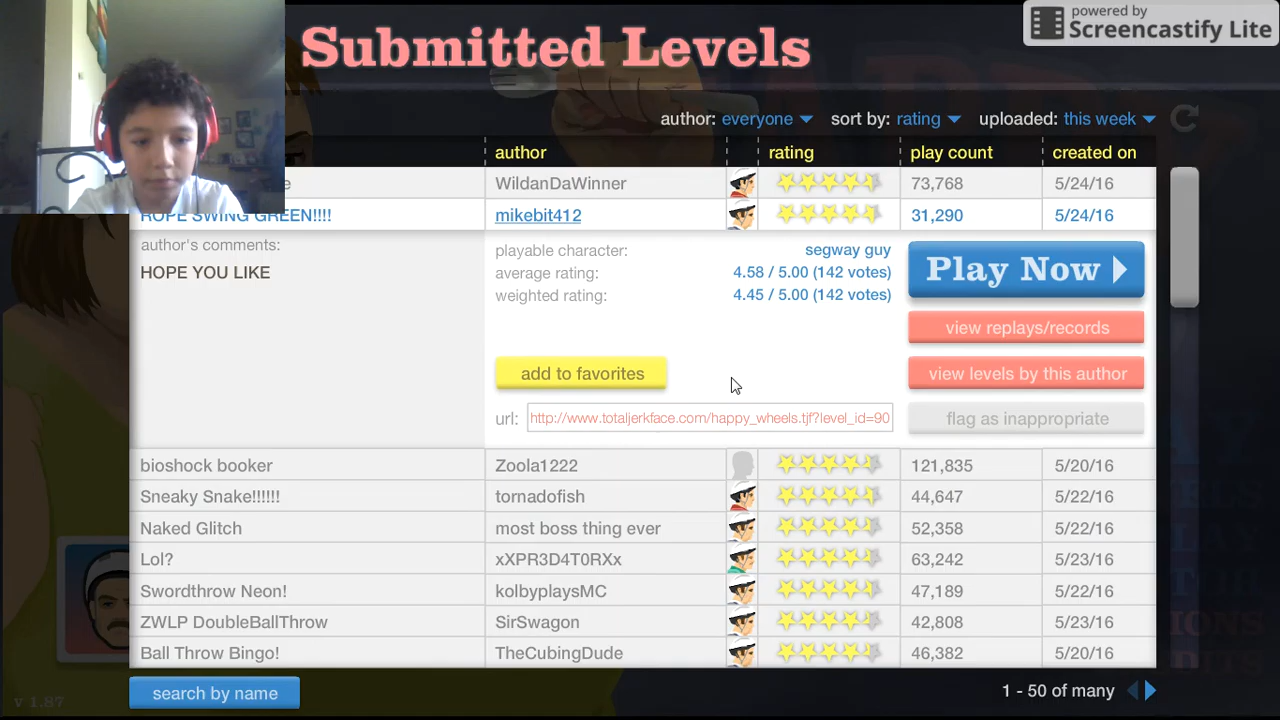 powered by
Screencastify Lite
Submitted Levels
author: everyone sort by: rating uploaded: this week
author rating play count created on
e WildanDaWinner 73,768 5/24/16
ROPE SWING GREEN!!!! mikebit412 31,290 5/24/16
author's comments:
HOPE YOU LIKE
playable character: segway guy
average rating: 4.58 / 5.00 (142 votes)
weighted rating: 4.45 / 5.00 (142 votes)
Play Now
view replays/records
add to favorites
view levels by this author
url: http://www.totaljerkface.com/happy_wheels.tjf?level_id=90
flag as inappropriate
bioshock booker Zoola1222 121,835 5/20/16
Sneaky Snake!!!!!! tornadofish 44,647 5/22/16
Naked Glitch most boss thing ever 52,358 5/22/16
Lol? xXPR3D4T0RXx 63,242 5/23/16
Swordthrow Neon! kolbyplaysMC 47,189 5/22/16
ZWLP DoubleBallThrow SirSwagon 42,808 5/23/16
Ball Throw Bingo! TheCubingDude 46,382 5/20/16
search by name
1 - 50 of many
v 1.87